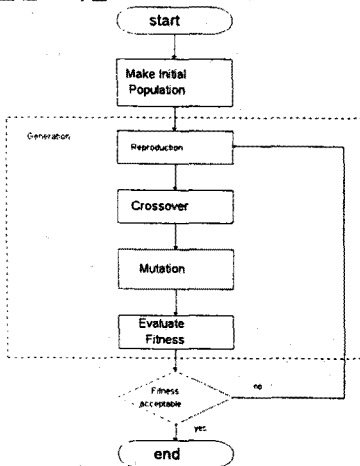 start
Make Initial
Population
Generation
Reproduction
Crossover
Mutation
Evaluate
Fitness
Fitness
acceptable
no
yes
end